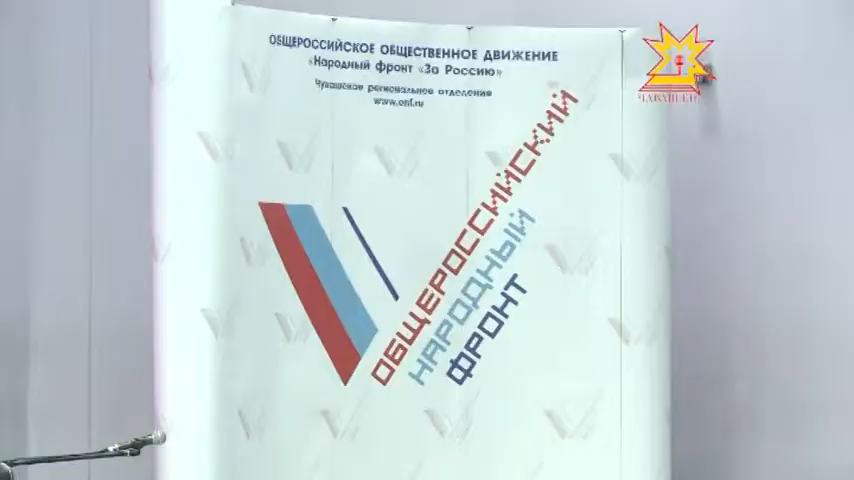 ОБЩЕРОССИЙСКОЕ ОБЩЕСТВЕННОЕ ДВИЖЕНИЕ
«Народный фронт «За Россию»
Чувашское региональное отделение
www.onf.ru
ОБЩЕРОССИЙСКИЙ
НАРОДНЫЙ
ФРОНТ